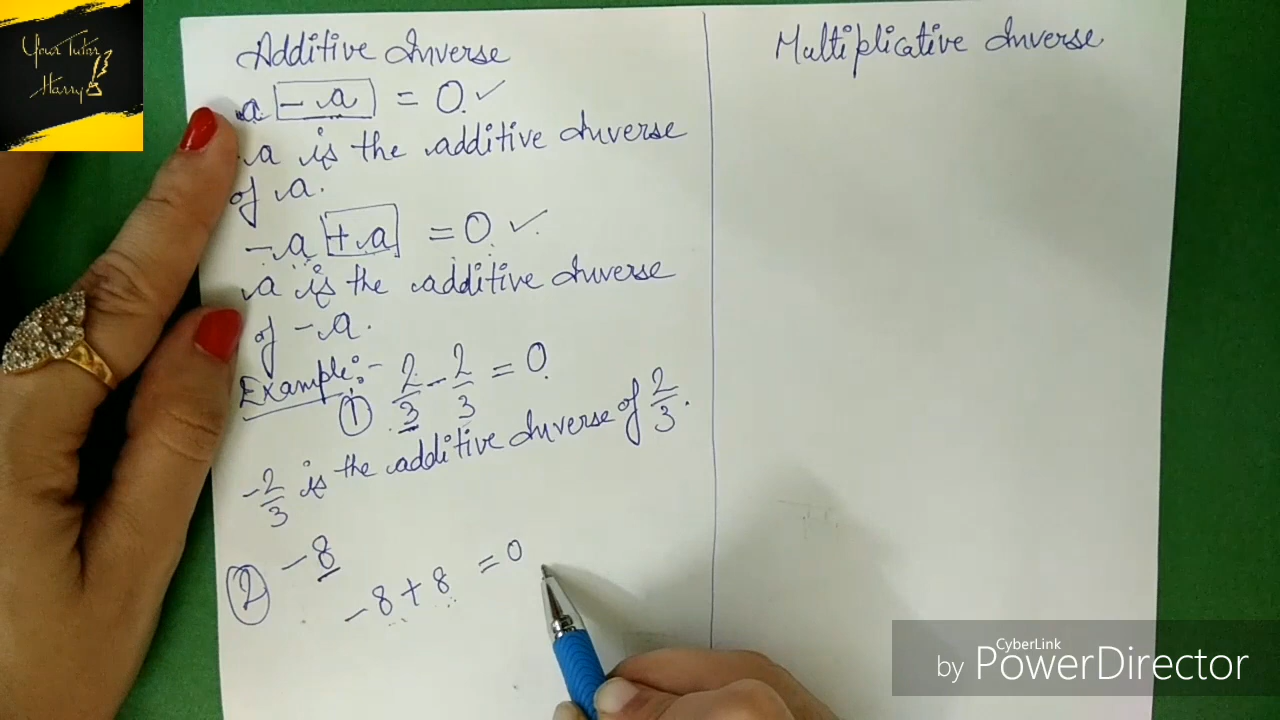 Your Tutor
Harry
Additive Inverse
a - a = 0 ✓
-a is the additive Inverse
of a.
-a + a = 0 ✓
a is the additive Inverse
of -a.
Example:-
① 2/3 - 2/3 = 0
-2/3 is the additive Inverse of 2/3.
② -8
-8 + 8 = 0
Multiplicative Inverse
CyberLink
by PowerDirector